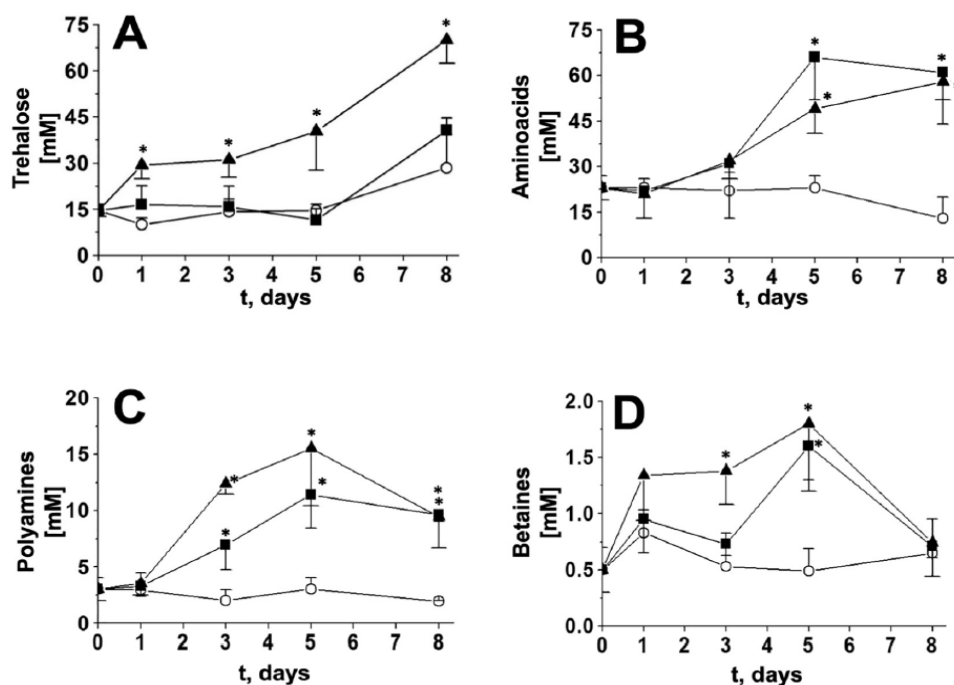 A
75
60
45
30
15
0
Trehalose
[mM]
0 1 2 3 4 5 6 7 8
t, days
* * * *
B
75
60
45
30
15
0
Aminoacids
[mM]
0 1 2 3 4 5 6 7 8
t, days
* * *
C
20
15
10
5
0
Polyamines
[mM]
0 1 2 3 4 5 6 7 8
t, days
* * * * * *
D
2.0
1.5
1.0
0.5
0.0
Betaines
[mM]
0 1 2 3 4 5 6 7 8
t, days
* * *